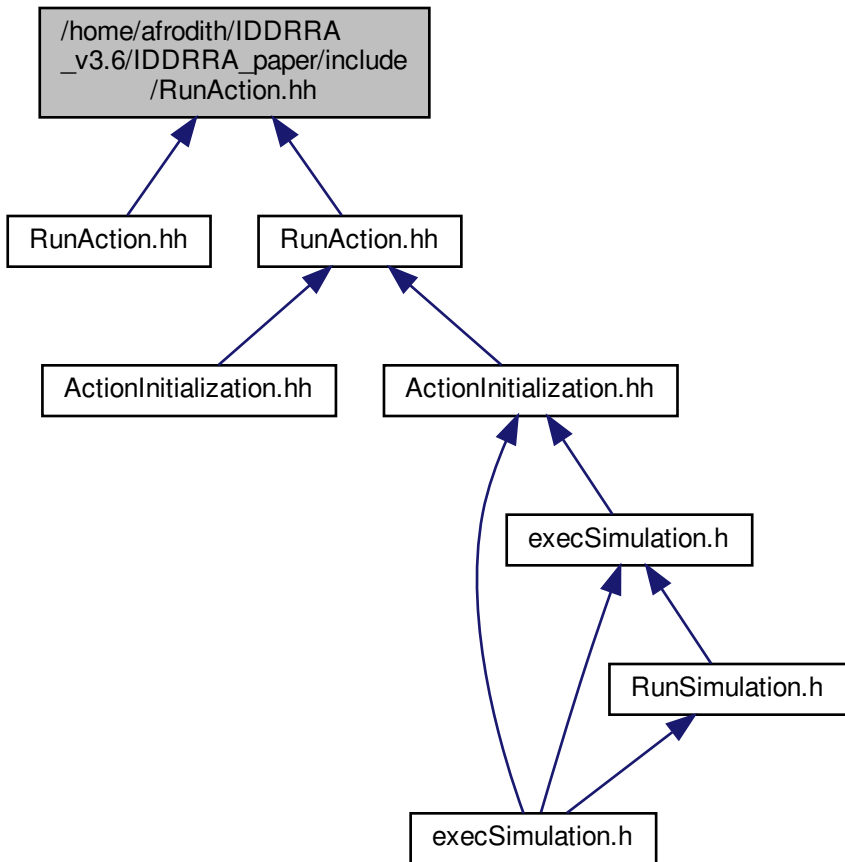 /home/afrodith/IDDRRA
_v3.6/IDDRRA_paper/include
/RunAction.hh
RunAction.hh
RunAction.hh
ActionInitialization.hh
ActionInitialization.hh
execSimulation.h
RunSimulation.h
execSimulation.h